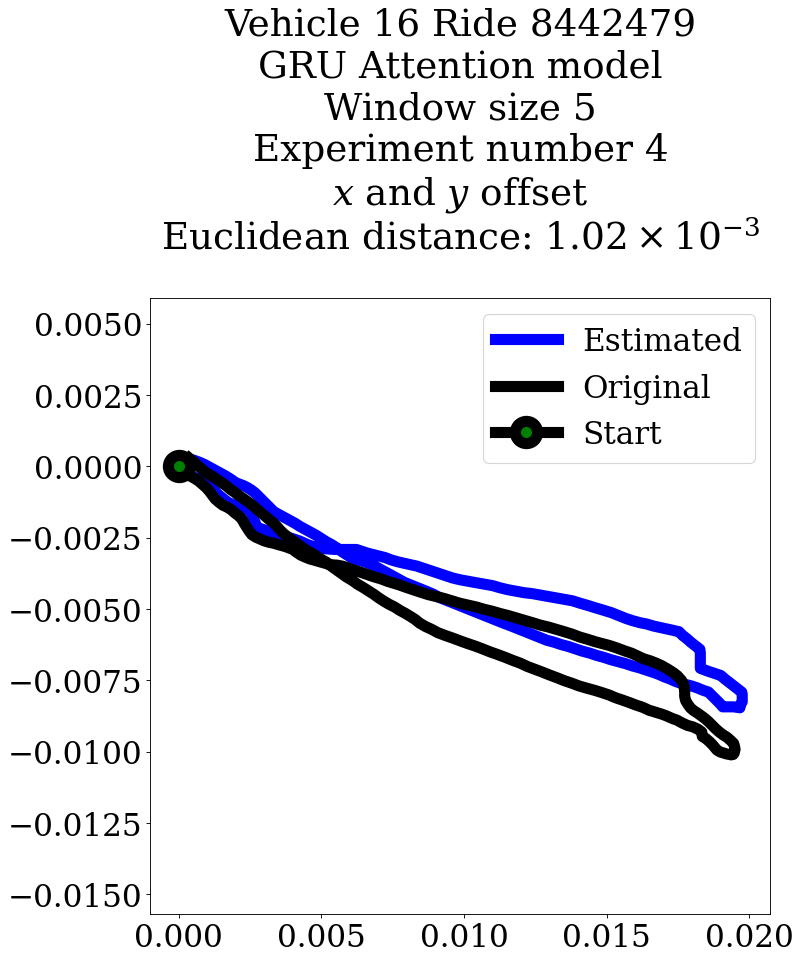 Vehicle 16 Ride 8442479
GRU Attention model
Window size 5
Experiment number 4
x and y offset
Euclidean distance: 1.02 × 10⁻³
Estimated
Original
Start
0.0050
0.0025
0.0000
−0.0025
−0.0050
−0.0075
−0.0100
−0.0125
−0.0150
0.000 0.005 0.010 0.015 0.020